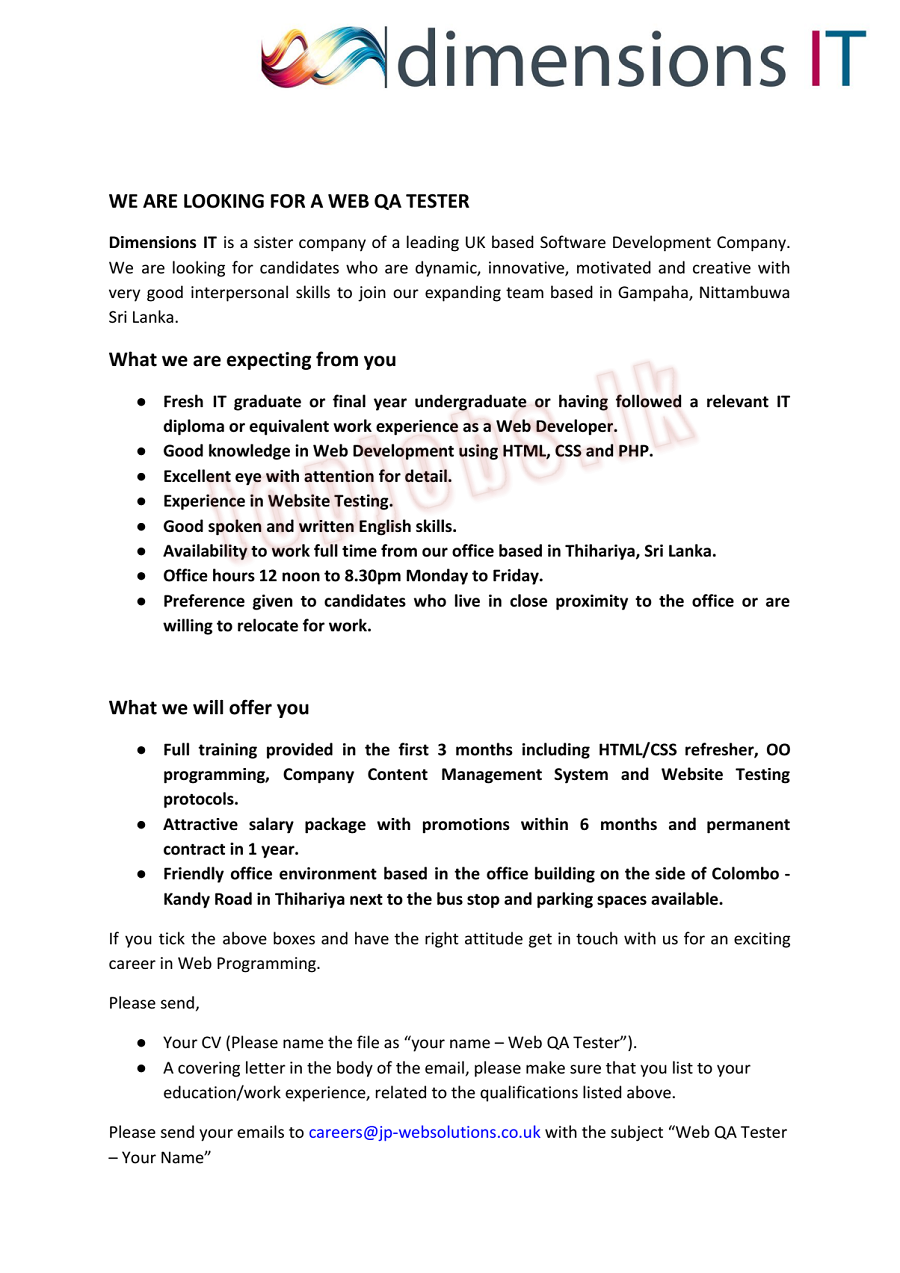 dimensions IT
WE ARE LOOKING FOR A WEB QA TESTER
Dimensions IT is a sister company of a leading UK based Software Development Company.
We are looking for candidates who are dynamic, innovative, motivated and creative with
very good interpersonal skills to join our expanding team based in Gampaha, Nittambuwa
Sri Lanka.
What we are expecting from you
● Fresh IT graduate or final year undergraduate or having followed a relevant IT
diploma or equivalent work experience as a Web Developer.
● Good knowledge in Web Development using HTML, CSS and PHP.
● Excellent eye with attention for detail.
● Experience in Website Testing.
● Good spoken and written English skills.
● Availability to work full time from our office based in Thihariya, Sri Lanka.
● Office hours 12 noon to 8.30pm Monday to Friday.
● Preference given to candidates who live in close proximity to the office or are
willing to relocate for work.
topjobs.lk
What we will offer you
● Full training provided in the first 3 months including HTML/CSS refresher, OO
programming, Company Content Management System and Website Testing
protocols.
● Attractive salary package with promotions within 6 months and permanent
contract in 1 year.
● Friendly office environment based in the office building on the side of Colombo -
Kandy Road in Thihariya next to the bus stop and parking spaces available.
If you tick the above boxes and have the right attitude get in touch with us for an exciting
career in Web Programming.
Please send,
● Your CV (Please name the file as “your name – Web QA Tester”).
● A covering letter in the body of the email, please make sure that you list to your
education/work experience, related to the qualifications listed above.
Please send your emails to careers@jp-websolutions.co.uk with the subject “Web QA Tester
– Your Name”